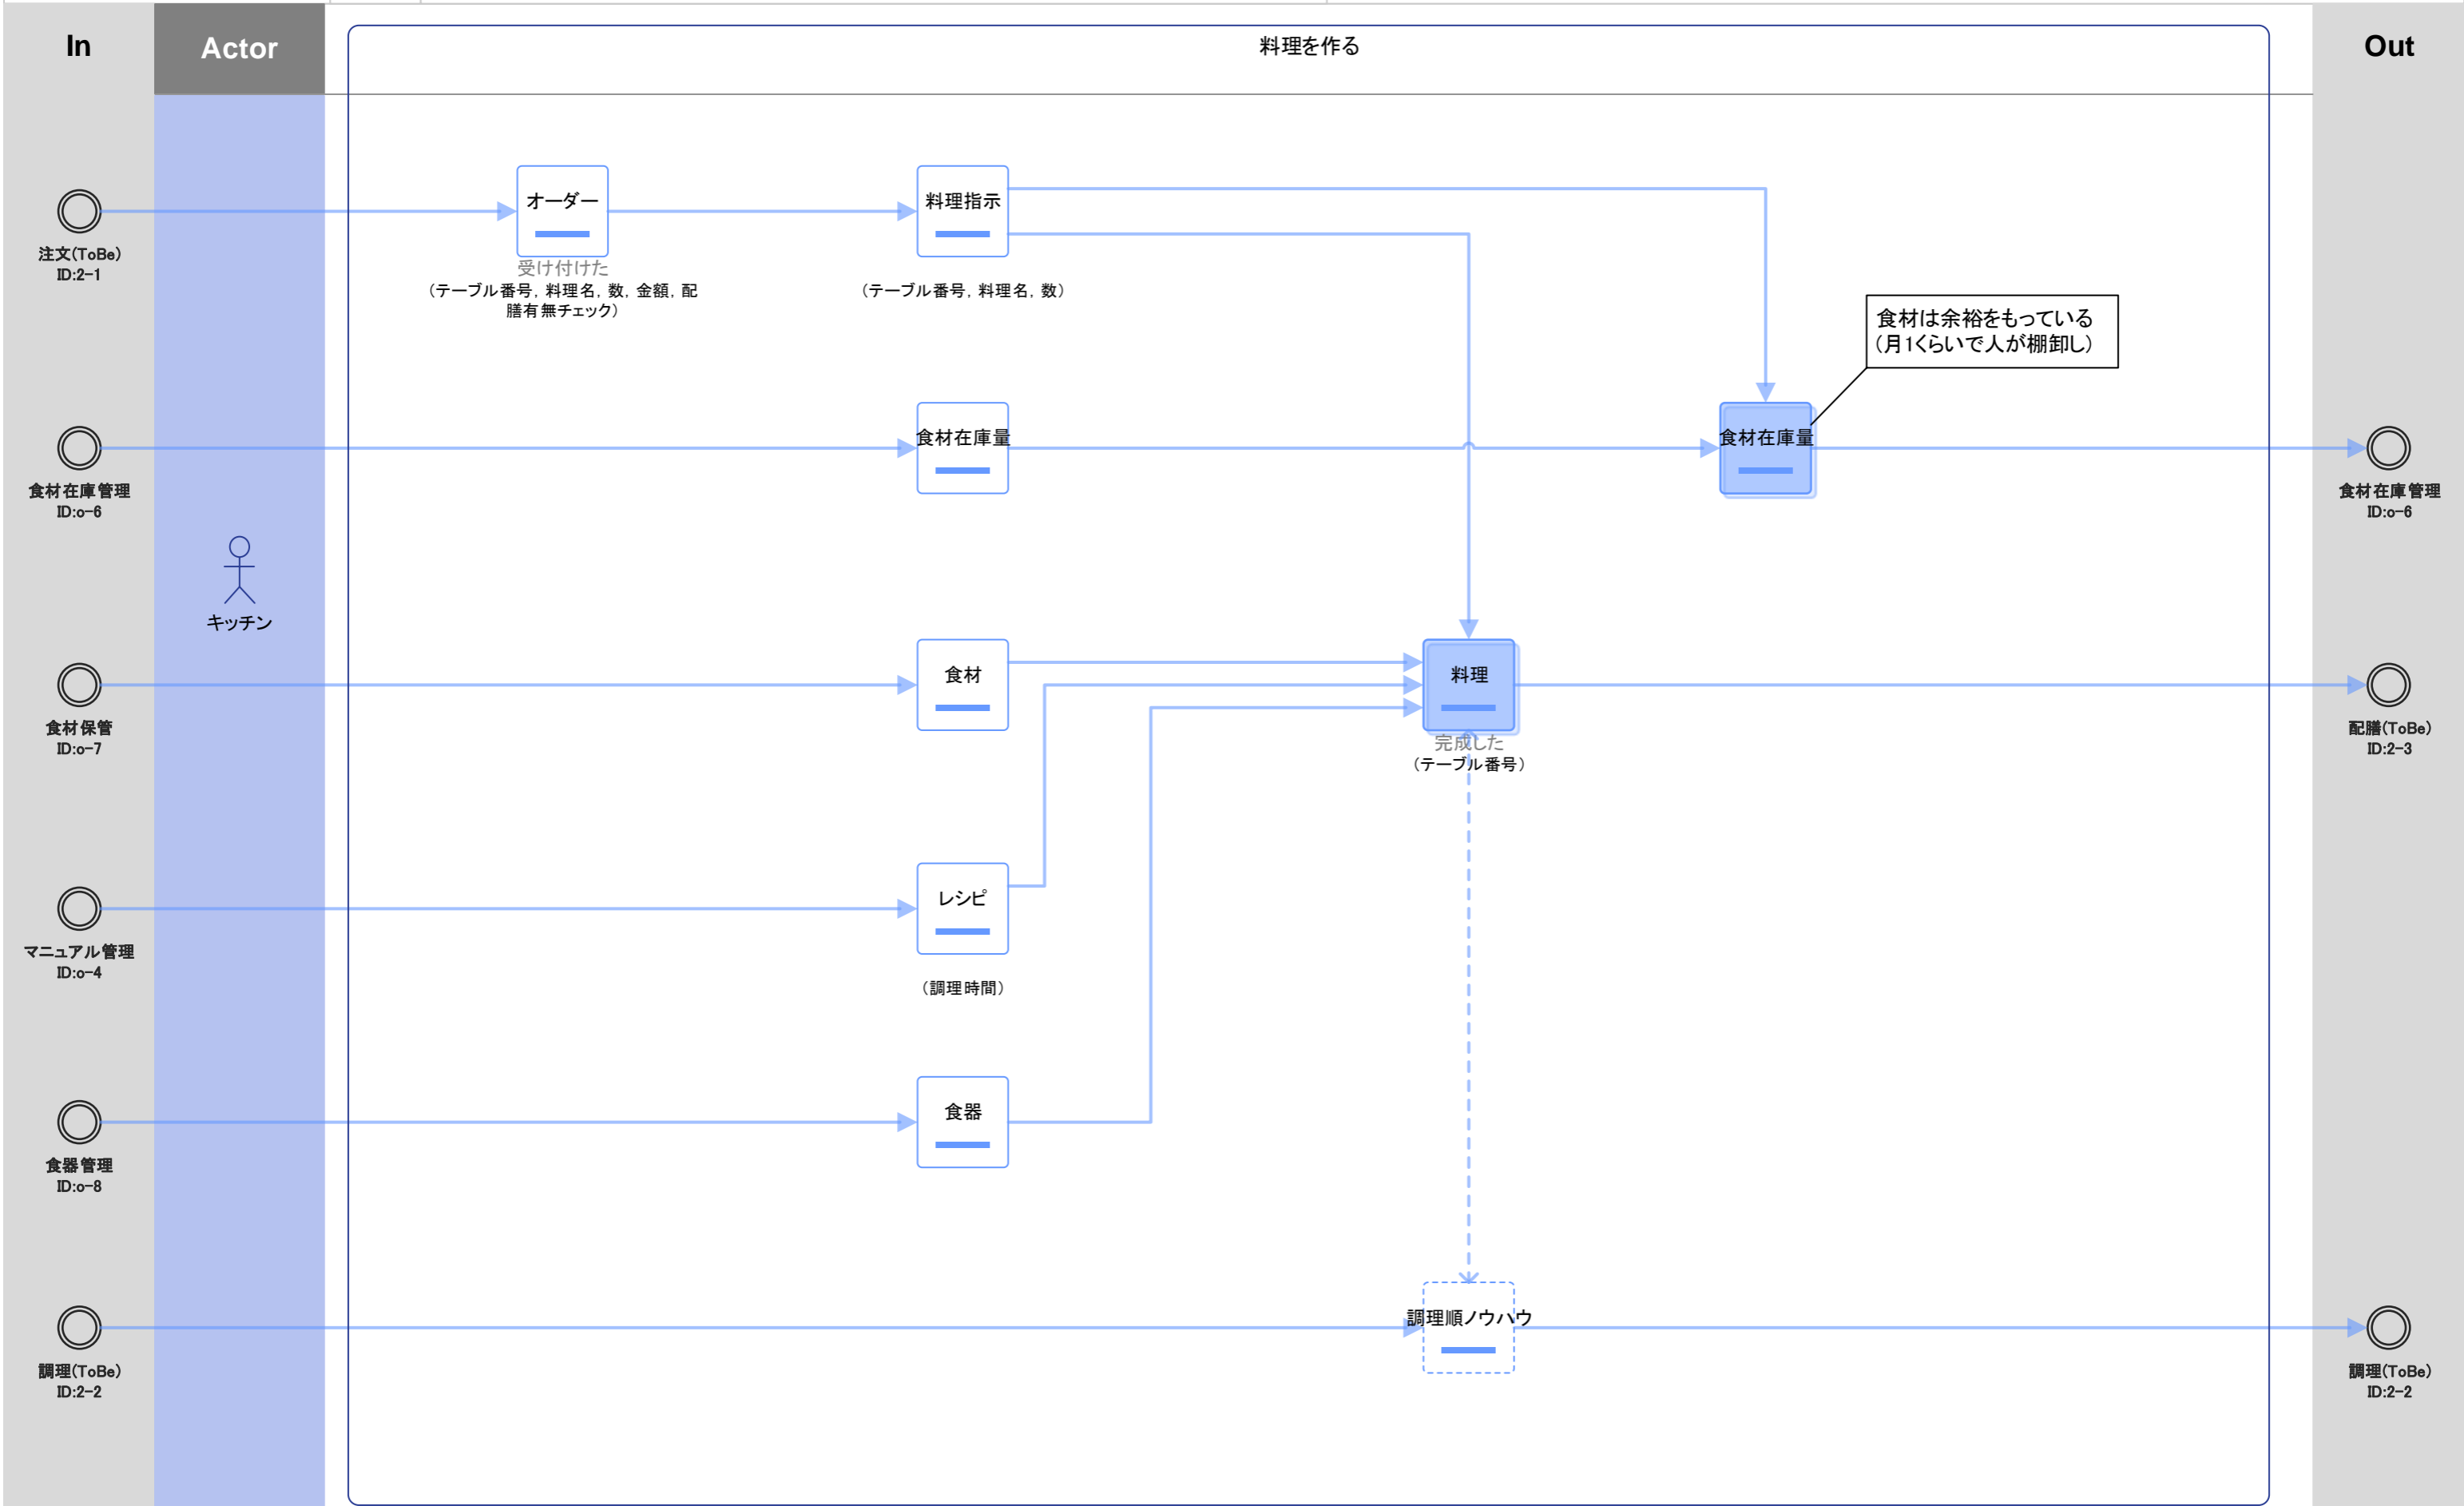 In
Actor
料理を作る
Out
オーダー
受け付けた
(テーブル番号, 料理名, 数, 金額, 配
膳有無チェック)
料理指示
(テーブル番号, 料理名, 数)
注文(ToBe)
ID:2-1
食材は余裕をもっている
(月1くらいで人が棚卸し)
食材在庫管理
ID:o-6
食材在庫量
食材在庫量
食材在庫管理
ID:o-6
キッチン
食材保管
ID:o-7
食材
料理
完成した
(テーブル番号)
配膳(ToBe)
ID:2-3
マニュアル管理
ID:o-4
レシピ
(調理時間)
食器管理
ID:o-8
食器
調理(ToBe)
ID:2-2
調理順ノウハウ
調理(ToBe)
ID:2-2